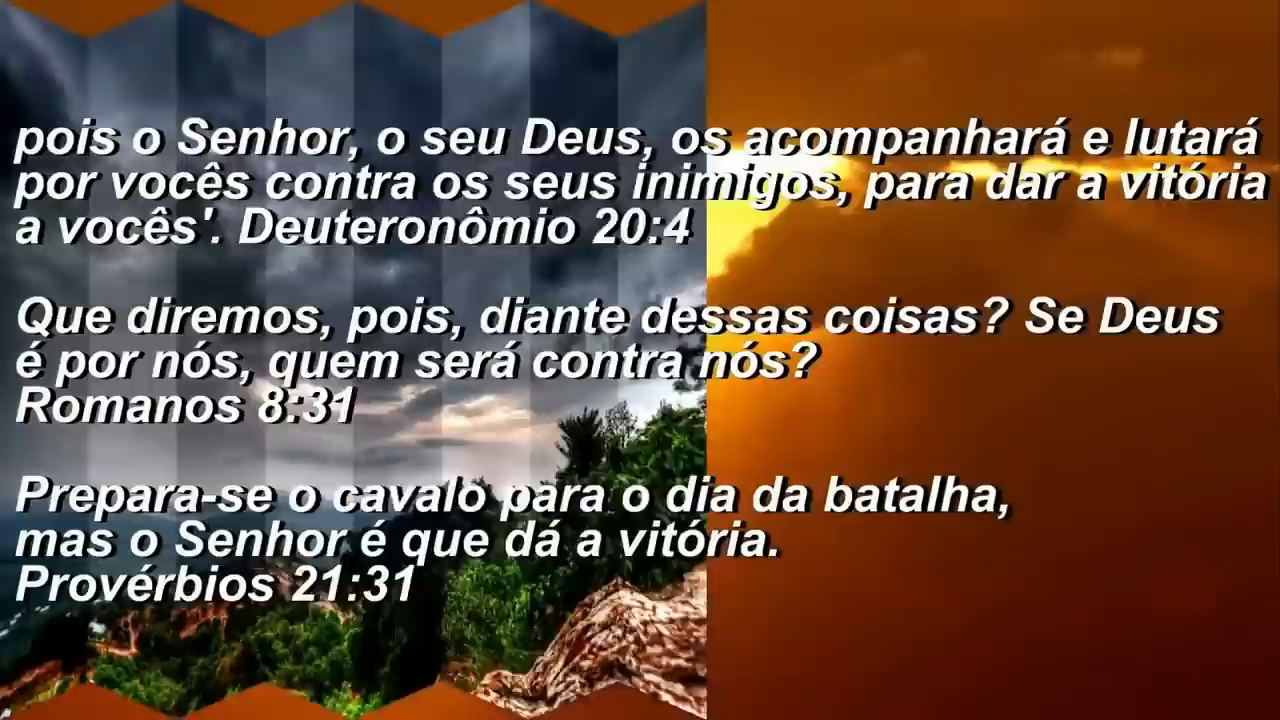 pois o Senhor, o seu Deus, os acompanhará e lutará
por vocês contra os seus inimigos, para dar a vitória
a vocês'. Deuteronômio 20:4
Que diremos, pois, diante dessas coisas? Se Deus
é por nós, quem será contra nós?
Romanos 8:31
Prepara-se o cavalo para o dia da batalha,
mas o Senhor é que dá a vitória.
Provérbios 21:31